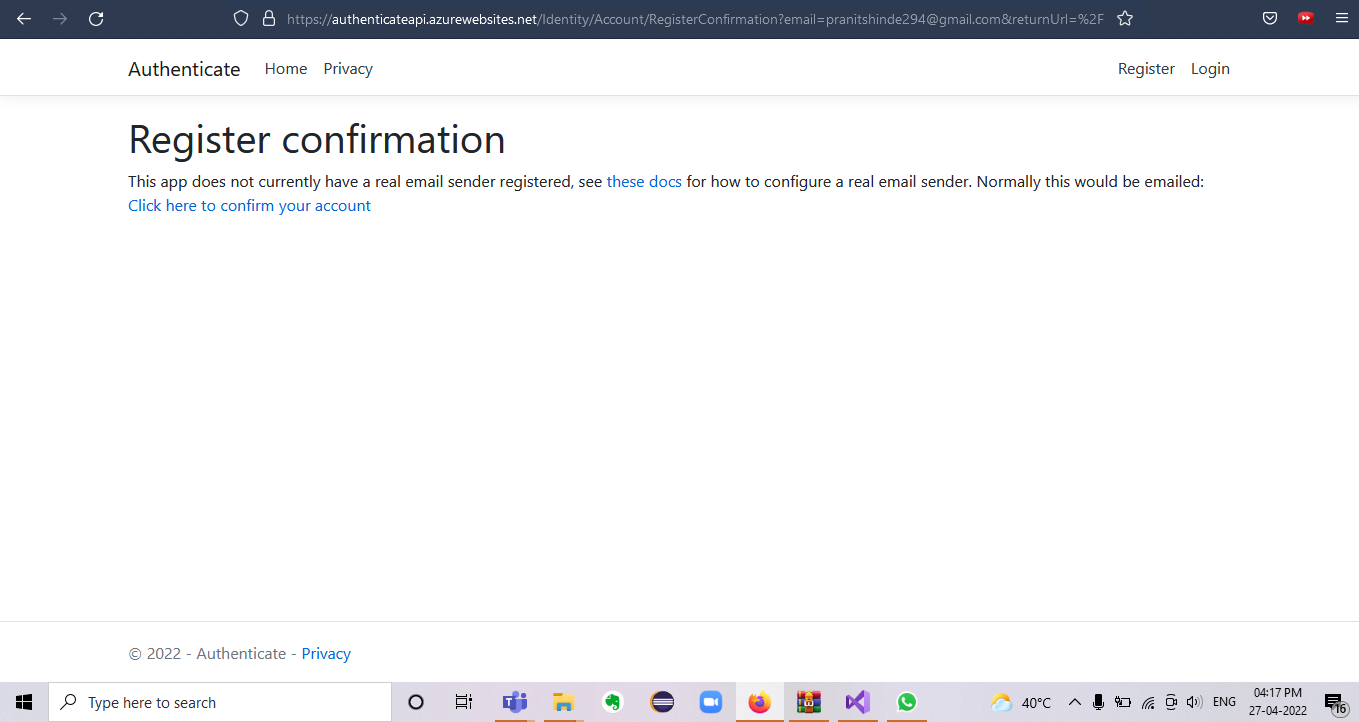 https://authenticateapi.azurewebsites.net/Identity/Account/RegisterConfirmation?email=pranitshinde294@gmail.com&returnUrl=%2F
Authenticate Home Privacy Register Login
Register confirmation
This app does not currently have a real email sender registered, see these docs for how to configure a real email sender. Normally this would be emailed:
Click here to confirm your account
© 2022 - Authenticate - Privacy
Type here to search 40°C ENG 04:17 PM
27-04-2022 16